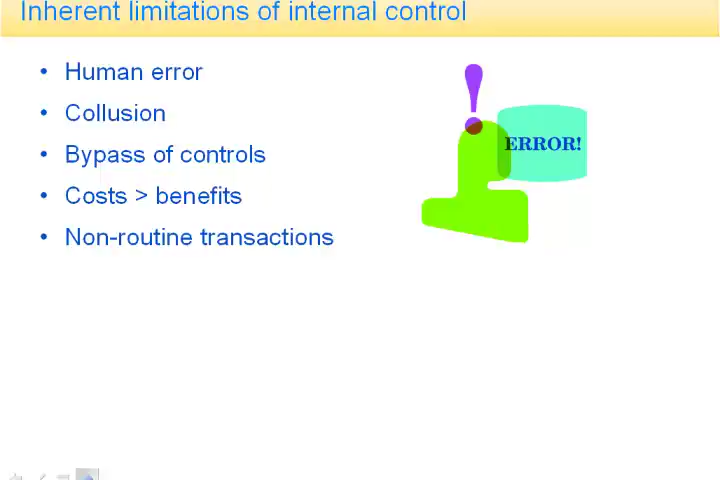 Inherent limitations of internal control
• Human error
• Collusion
• Bypass of controls
• Costs > benefits
• Non-routine transactions
!
ERROR!